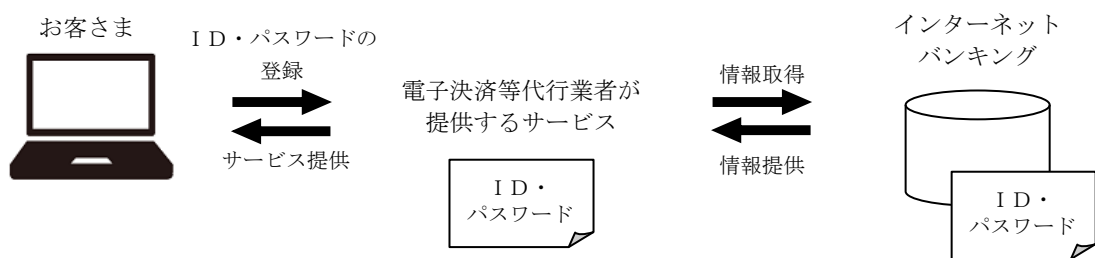 お客さま
ＩＤ・パスワードの
登録
サービス提供
電子決済等代行業者が
提供するサービス
ＩＤ・
パスワード
情報取得
情報提供
インターネット
バンキング
ＩＤ・
パスワード